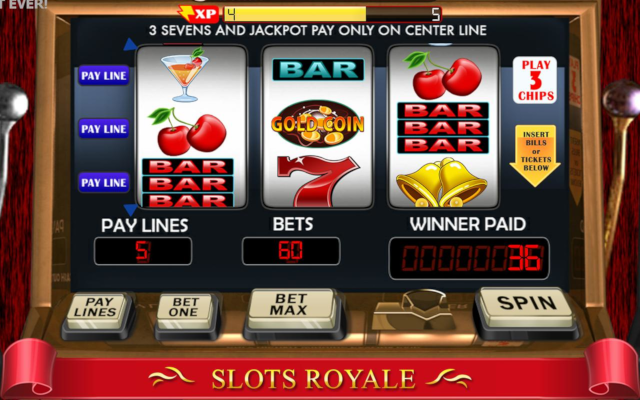 T EVER!
XP 4 5
3 SEVENS AND JACKPOT PAY ONLY ON CENTER LINE
PAY LINE
PAY LINE
PAY LINE
BAR
BAR
BAR
BAR
GOLD COIN
7
BAR
BAR
BAR
PLAY
3
CHIPS
INSERT
BILLS
or
TICKETS
BELOW
PAY LINES
BETS
WINNER PAID
5
60
36
PAY
LINES
BET
ONE
BET
MAX
SPIN
SLOTS ROYALE